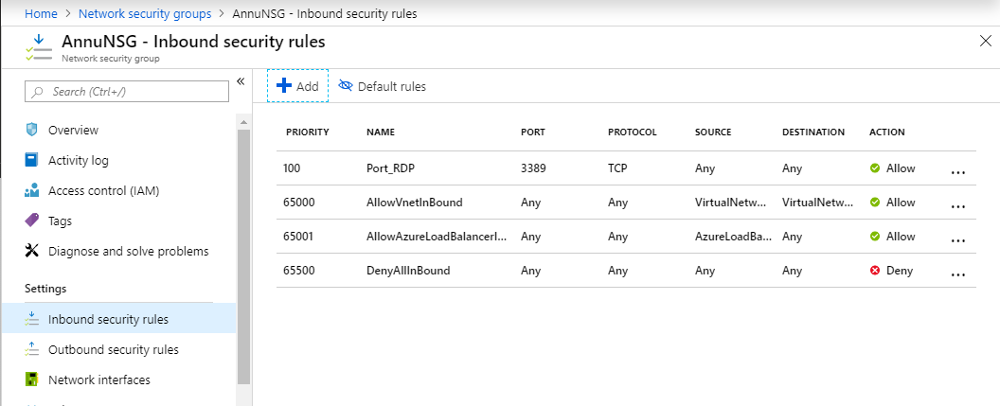 Home > Network security groups > AnnuNSG - Inbound security rules
AnnuNSG - Inbound security rules
Network security group
Search (Ctrl+/)
Overview
Activity log
Access control (IAM)
Tags
Diagnose and solve problems
Settings
Inbound security rules
Outbound security rules
Network interfaces
Add Default rules
PRIORITY NAME PORT PROTOCOL SOURCE DESTINATION ACTION
100 Port_RDP 3389 TCP Any Any Allow ...
65000 AllowVnetInBound Any Any VirtualNetw... VirtualNetw... Allow ...
65001 AllowAzureLoadBalancerI... Any Any AzureLoadBa... Any Allow ...
65500 DenyAllInBound Any Any Any Any Deny ...